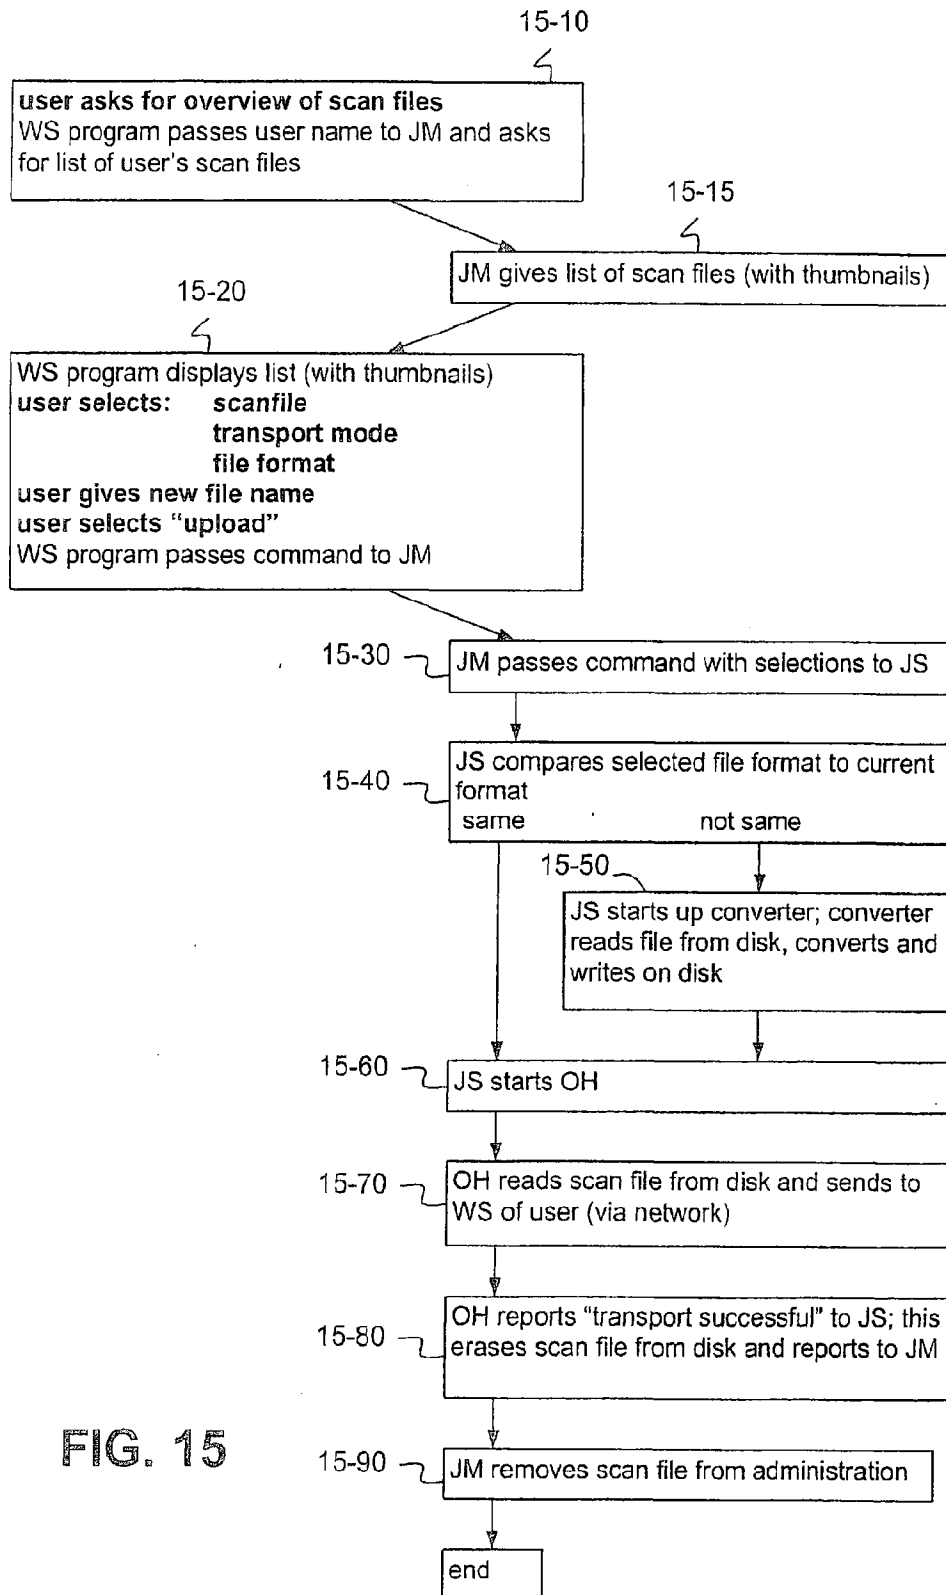 15-10
user asks for overview of scan files
WS program passes user name to JM and asks
for list of user's scan files
15-15
JM gives list of scan files (with thumbnails)
15-20
WS program displays list (with thumbnails)
user selects: scanfile
transport mode
file format
user gives new file name
user selects "upload"
WS program passes command to JM
15-30
JM passes command with selections to JS
15-40
JS compares selected file format to current
format
same not same
15-50
JS starts up converter; converter
reads file from disk, converts and
writes on disk
15-60
JS starts OH
15-70
OH reads scan file from disk and sends to
WS of user (via network)
15-80
OH reports "transport successful" to JS; this
erases scan file from disk and reports to JM
FIG. 15
15-90
JM removes scan file from administration
end